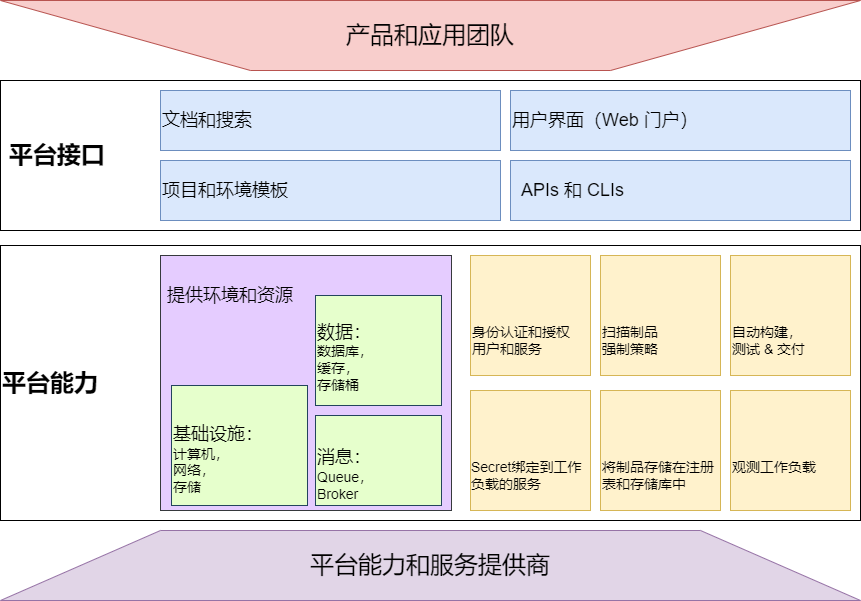 产品和应用团队
平台接口
文档和搜索
用户界面（Web 门户）
项目和环境模板
APIs 和 CLIs
平台能力
提供环境和资源
数据：
数据库，
缓存，
存储桶
基础设施：
计算机，
网络，
存储
消息：
Queue，
Broker
身份认证和授权
用户和服务
扫描制品
强制策略
自动构建，
测试 & 交付
Secret绑定到工作
负载的服务
将制品存储在注册
表和存储库中
观测工作负载
平台能力和服务提供商